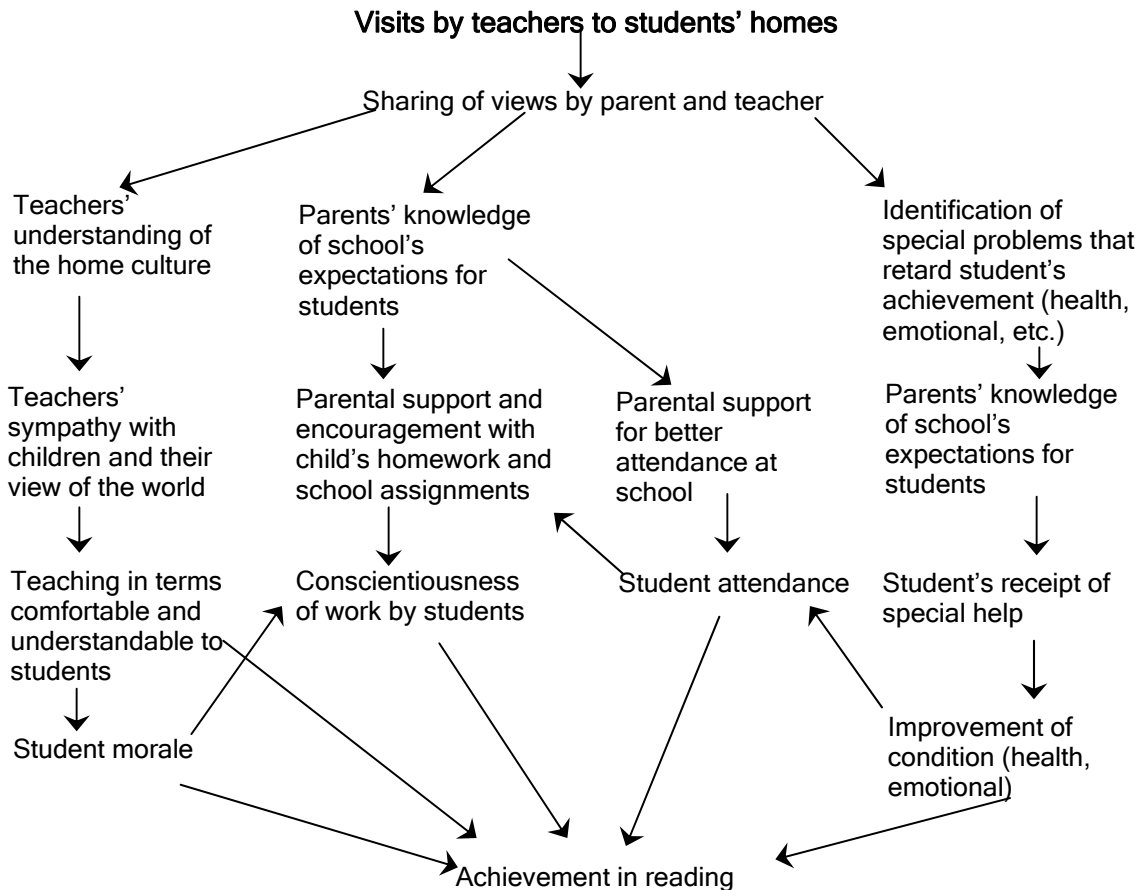 Visits by teachers to students’ homes
Sharing of views by parent and teacher
Teachers’
understanding of
the home culture
Parents’ knowledge
of school’s
expectations for
students
Identification of
special problems that
retard student’s
achievement (health,
emotional, etc.)
Teachers’
sympathy with
children and their
view of the world
Parental support and
encouragement with
child’s homework and
school assignments
Parental support
for better
attendance at
school
Parents’ knowledge
of school’s
expectations for
students
Teaching in terms
comfortable and
understandable to
students
Conscientiousness
of work by students
Student attendance
Student’s receipt of
special help
Student morale
Improvement of
condition (health,
emotional)
Achievement in reading